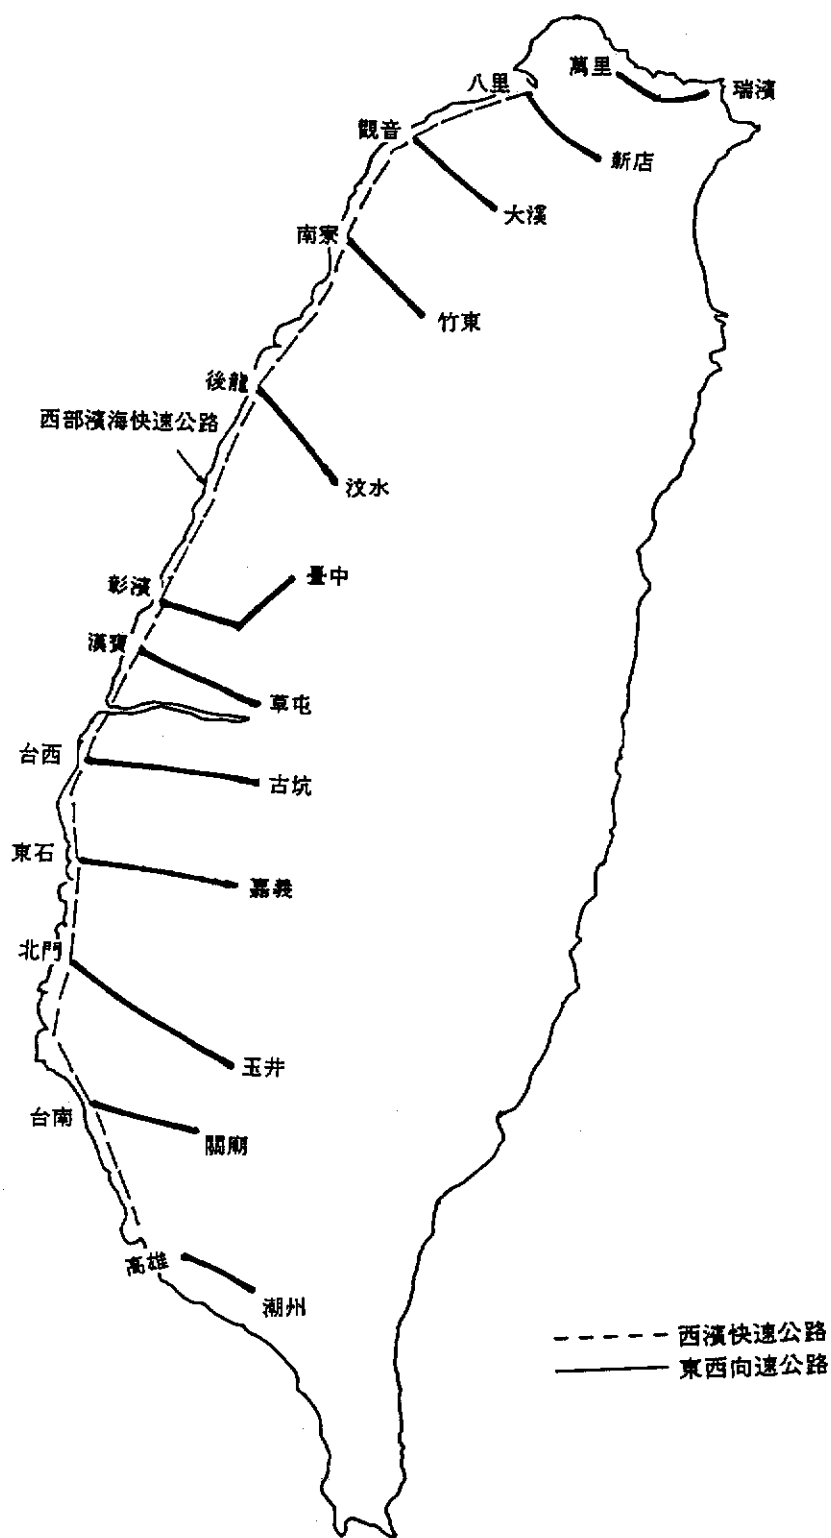 八里
萬里
瑞濱
觀音
新店
大溪
南寮
竹東
後龍
西部濱海快速公路
汶水
彰濱
臺中
漢寶
草屯
台西
古坑
東石
嘉義
北門
玉井
台南
關廟
高雄
潮州
西濱快速公路
東西向速公路